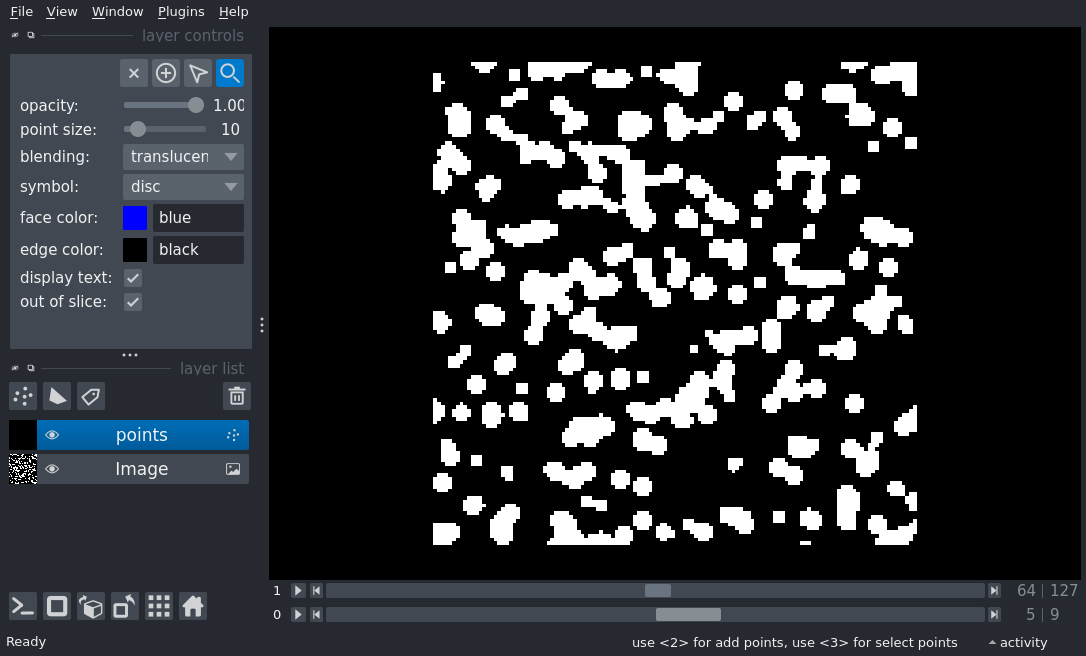 File View Window Plugins Help
layer controls
opacity: 1.00
point size: 10
blending: translucen
symbol: disc
face color: blue
edge color: black
display text:
out of slice:
layer list
points
Image
1 64 | 127
0 5 | 9
Ready use <2> for add points, use <3> for select points activity